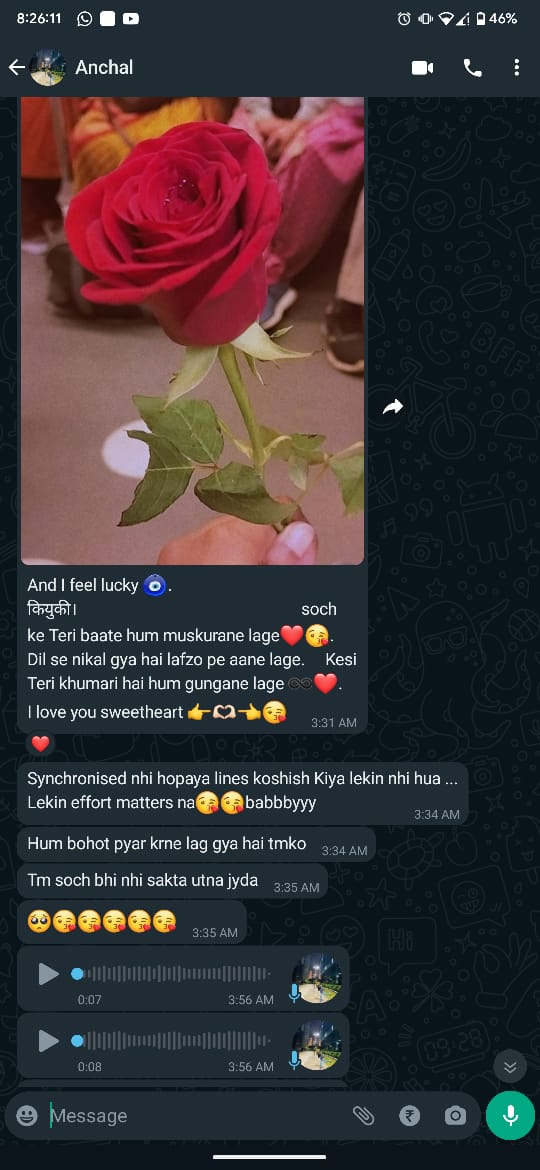 8:26:11 46%
Anchal
And I feel lucky 🧿.
कियुकी। soch
ke Teri baate hum muskurane lage❤️😘.
Dil se nikal gya hai lafzo pe aane lage. Kesi
Teri khumari hai hum gungane lage ♾️❤️.
I love you sweetheart 👉🫶👈😘
3:31 AM
❤️
Synchronised nhi hopaya lines koshish Kiya lekin nhi hua ...
Lekin effort matters na😘😘babbbyyy
3:34 AM
Hum bohot pyar krne lag gya hai tmko 3:34 AM
Tm soch bhi nhi sakta utna jyda 3:35 AM
🥺😘😘😘😘😘 3:35 AM
0:07 3:56 AM
0:08 3:56 AM
Message